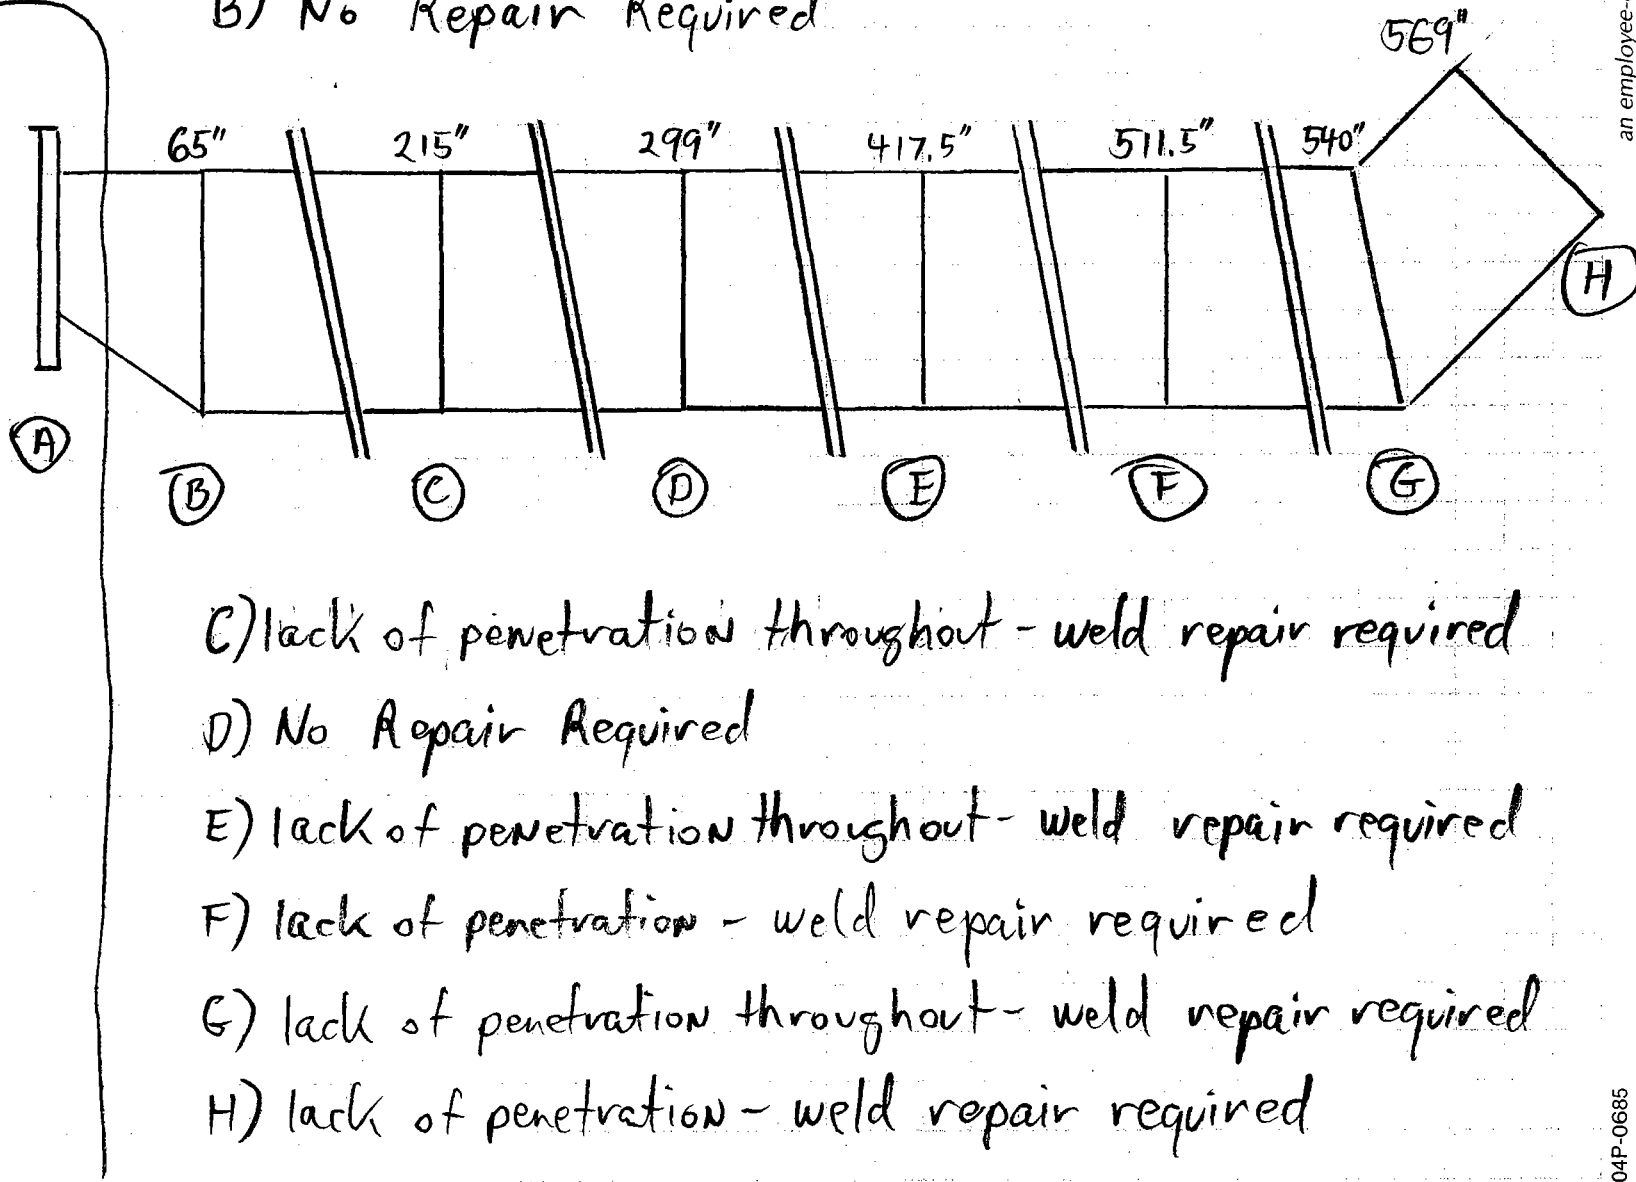 B) No Repair Required
569"
an employee-
65" 215" 299" 417.5" 511.5" 540"
H
A
B C D E F G
C) lack of penetration throughout - weld repair required
D) No Repair Required
E) lack of penetration throughout - weld repair required
F) lack of penetration - weld repair required
G) lack of penetration throughout - weld repair required
H) lack of penetration - weld repair required
04P-0685